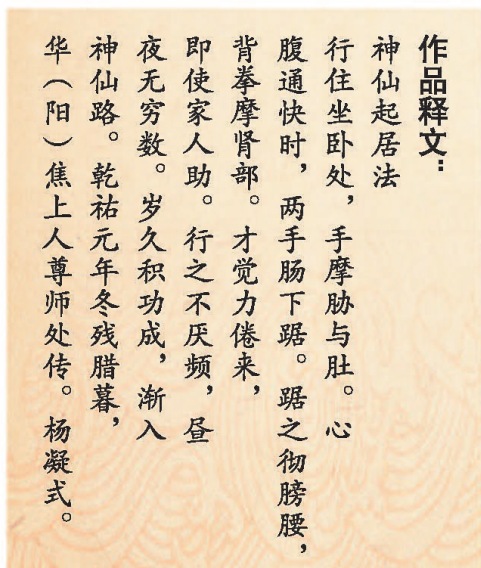 作品释文：
神仙起居法
行住坐卧处，手摩胁与肚。心
腹通快时，两手肠下踞。踞之彻膀腰，
背拳摩肾部。才觉力倦来，
即使家人助。行之不厌频，昼
夜无穷数。岁久积功成，渐入
神仙路。乾祐元年冬残腊暮，
华（阳）焦上人尊师处传。杨凝式。